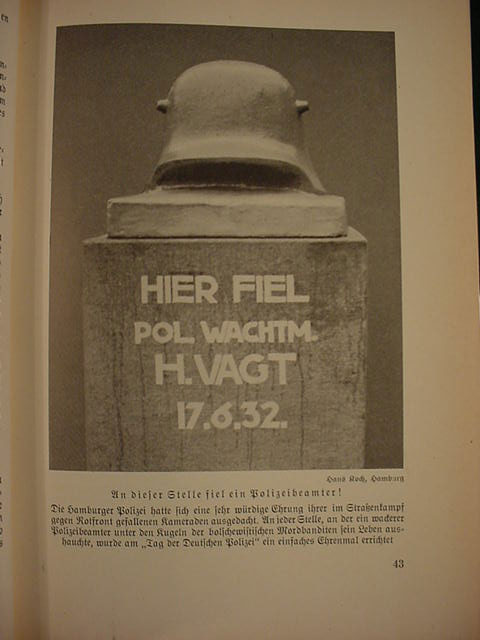 HIER FIEL
POL. WACHTM.
H. VAGT
17.6.32.
Hans Koch, Hamburg
An dieser Stelle fiel ein Polizeibeamter!
Die Hamburger Polizei hatte sich eine sehr würdige Ehrung ihrer im Straßenkampf
gegen Rotfront gefallenen Kameraden ausgedacht. An jeder Stelle, an der ein wackerer
Polizeibeamter unter den Kugeln der bolschewistischen Mordbanditen sein Leben aus-
hauchte, wurde am „Tag der Deutschen Polizei“ ein einfaches Ehrenmal errichtet
43